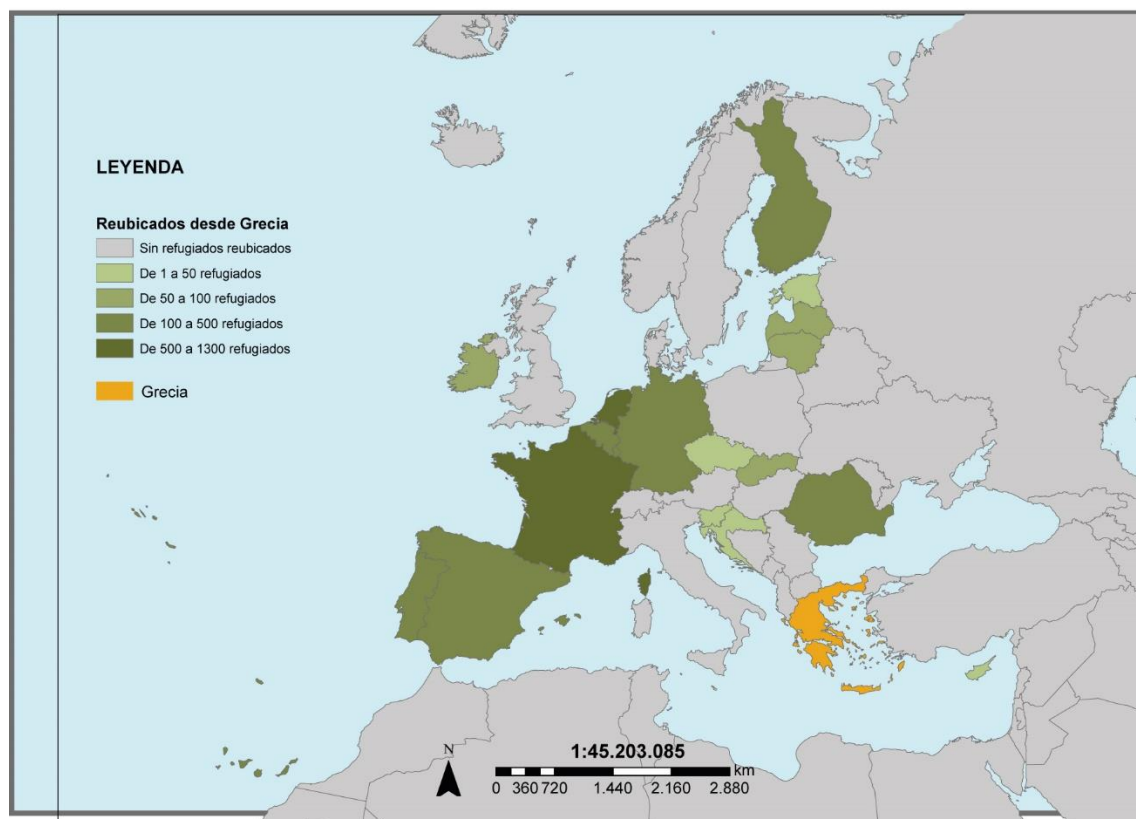 LEYENDA
Reubicados desde Grecia
Sin refugiados reubicados
De 1 a 50 refugiados
De 50 a 100 refugiados
De 100 a 500 refugiados
De 500 a 1300 refugiados
Grecia
N
1:45.203.085
km
0 360 720 1.440 2.160 2.880